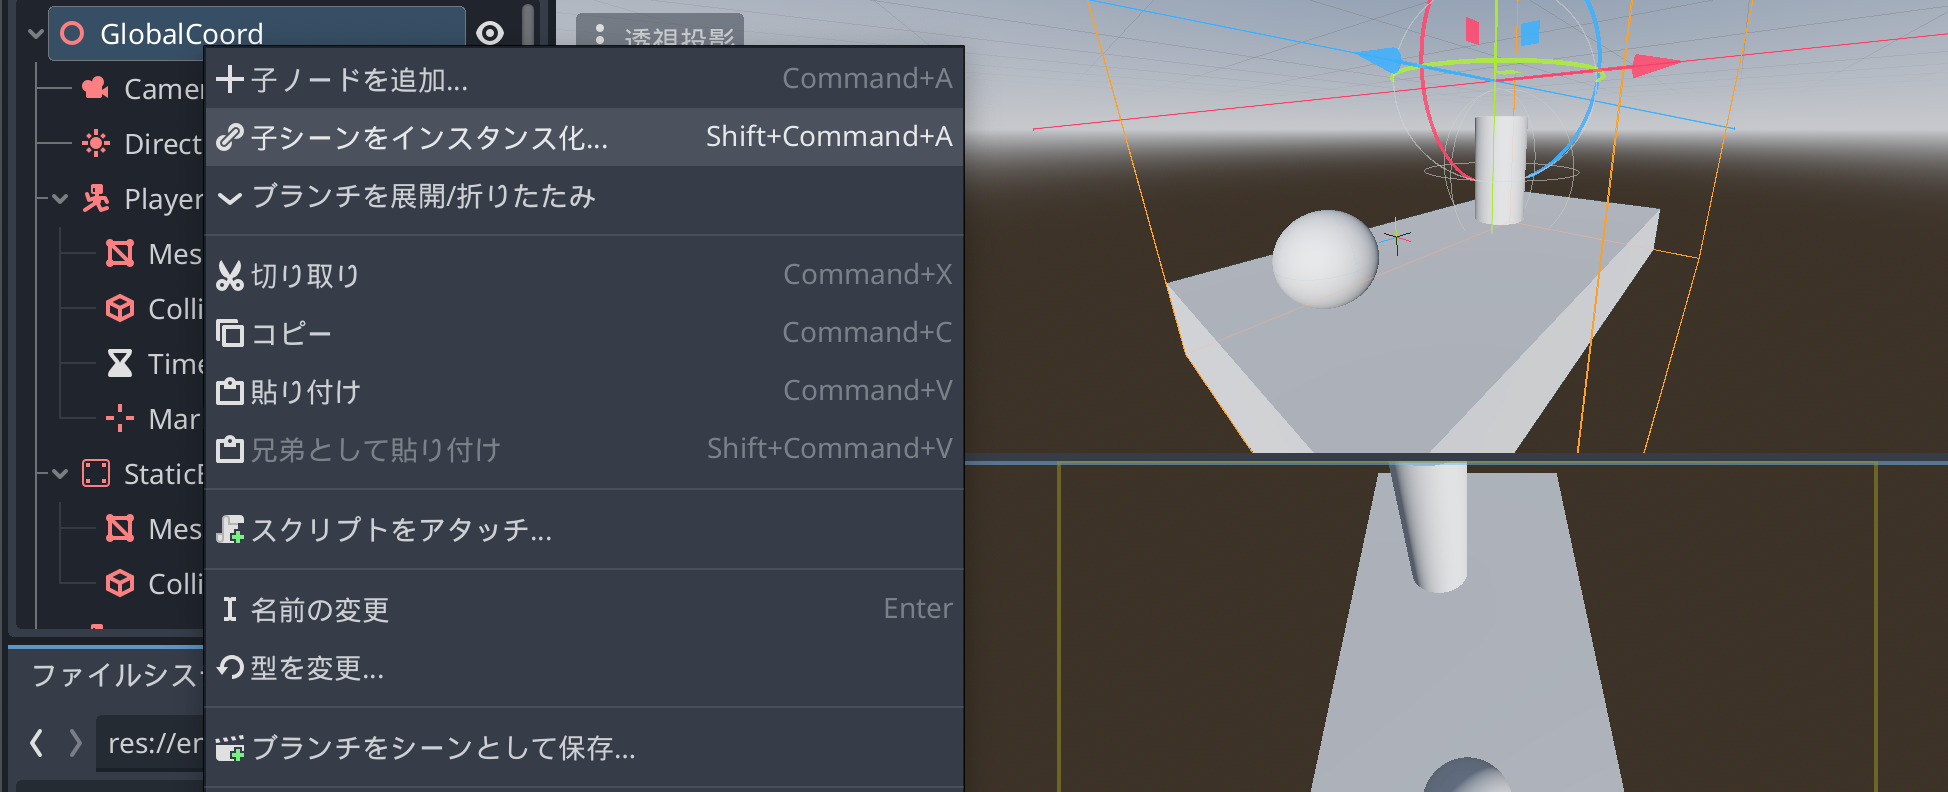 GlobalCoord
透視投影
子ノードを追加... Command+A
Came
子シーンをインスタンス化... Shift+Command+A
Direct
ブランチを展開/折りたたみ
Player
Mes
切り取り Command+X
Colli
コピー Command+C
Time
貼り付け Command+V
Mar
兄弟として貼り付け Shift+Command+V
Static
Mes
スクリプトをアタッチ...
Colli
名前の変更 Enter
型を変更...
ファイルシス
res://er
ブランチをシーンとして保存...